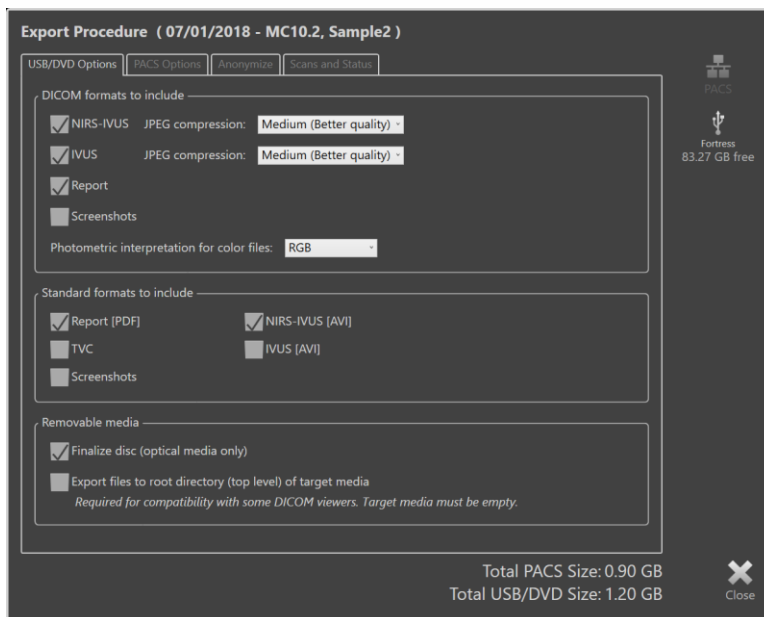 Export Procedure ( 07/01/2018 - MC10.2, Sample2 )
USB/DVD Options PACS Options Anonymize Scans and Status
PACS
Fortress
83.27 GB free
DICOM formats to include
NIRS-IVUS JPEG compression: Medium (Better quality)
IVUS JPEG compression: Medium (Better quality)
Report
Screenshots
Photometric interpretation for color files: RGB
Standard formats to include
Report [PDF] NIRS-IVUS [AVI]
TVC IVUS [AVI]
Screenshots
Removable media
Finalize disc (optical media only)
Export files to root directory (top level) of target media
Required for compatibility with some DICOM viewers. Target media must be empty.
Total PACS Size: 0.90 GB
Total USB/DVD Size: 1.20 GB
Close